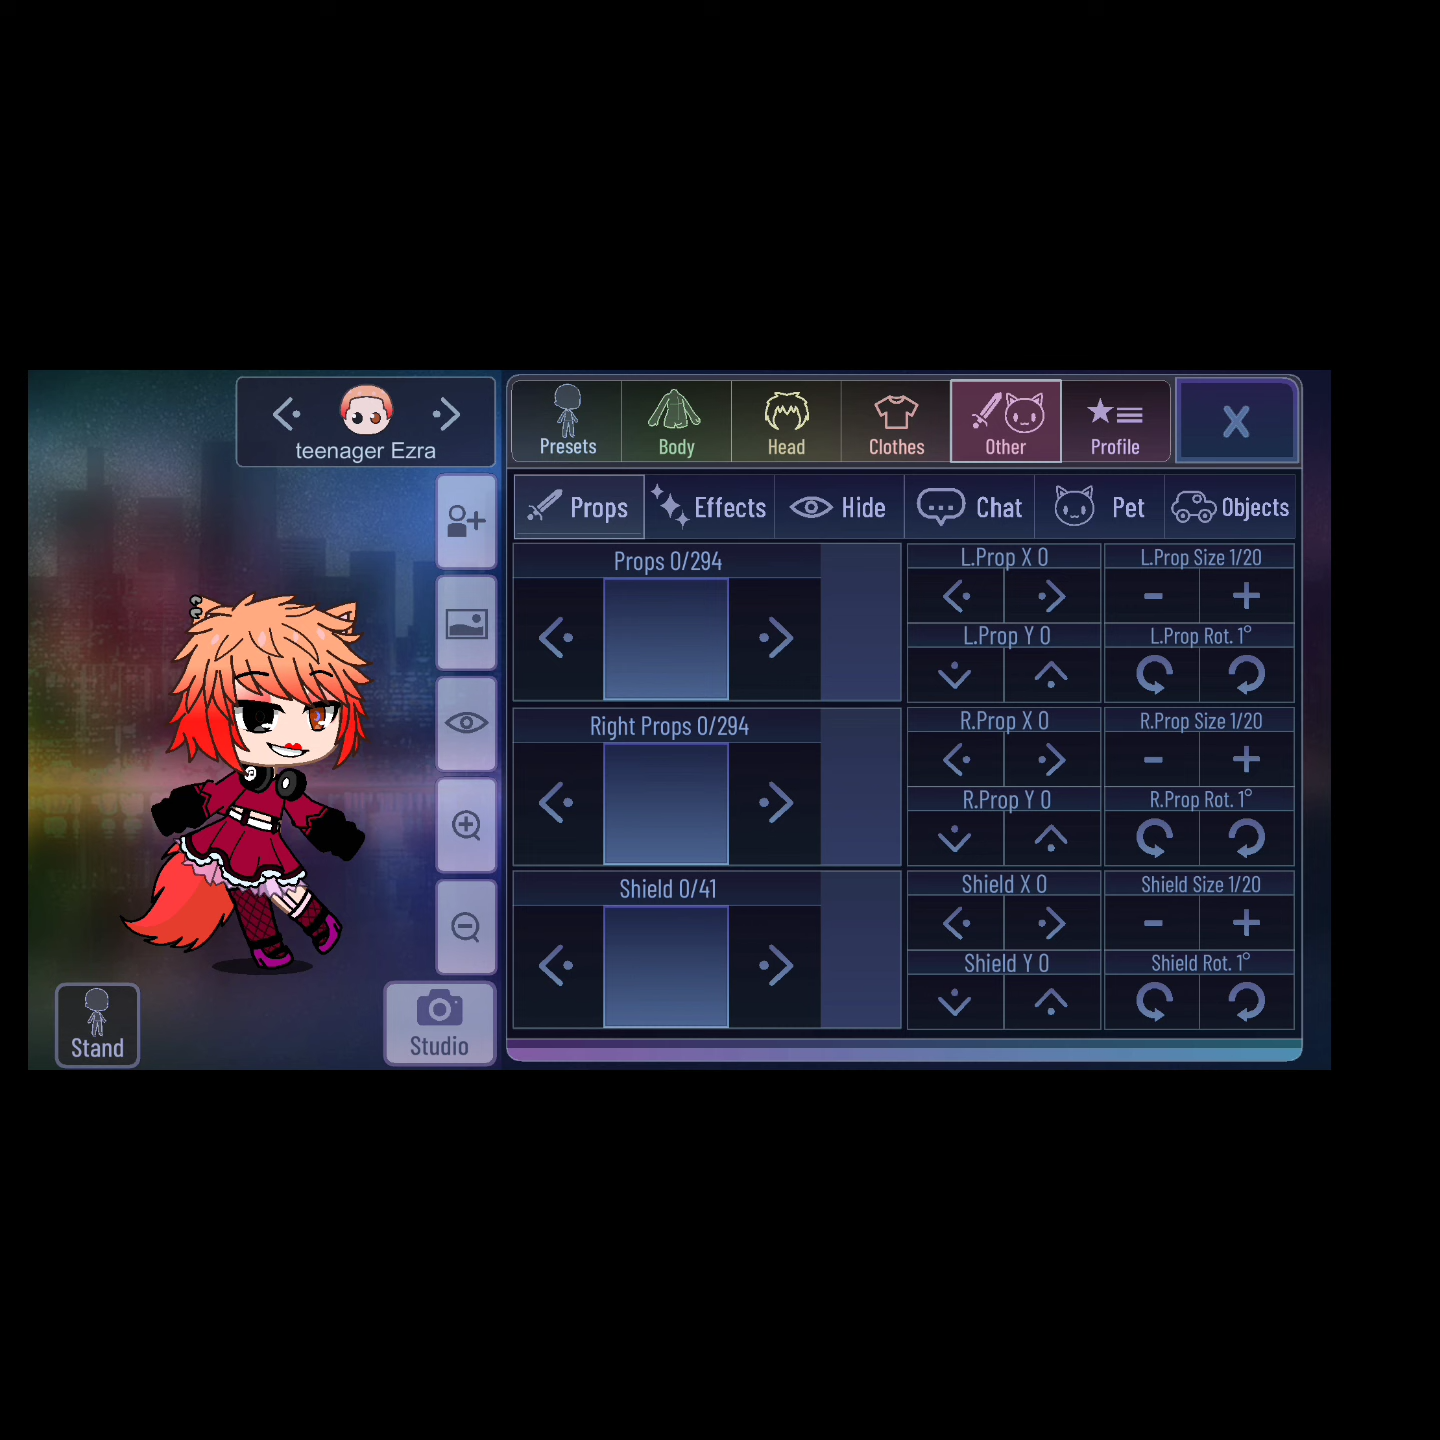 teenager Ezra
Presets
Body
Head
Clothes
Other
Profile
X
Props
Effects
Hide
Chat
Pet
Objects
Props 0/294
L.Prop X 0
L.Prop Size 1/20
L.Prop Y 0
L.Prop Rot. 1°
Right Props 0/294
R.Prop X 0
R.Prop Size 1/20
R.Prop Y 0
R.Prop Rot. 1°
Shield 0/41
Shield X 0
Shield Size 1/20
Shield Y 0
Shield Rot. 1°
Stand
Studio